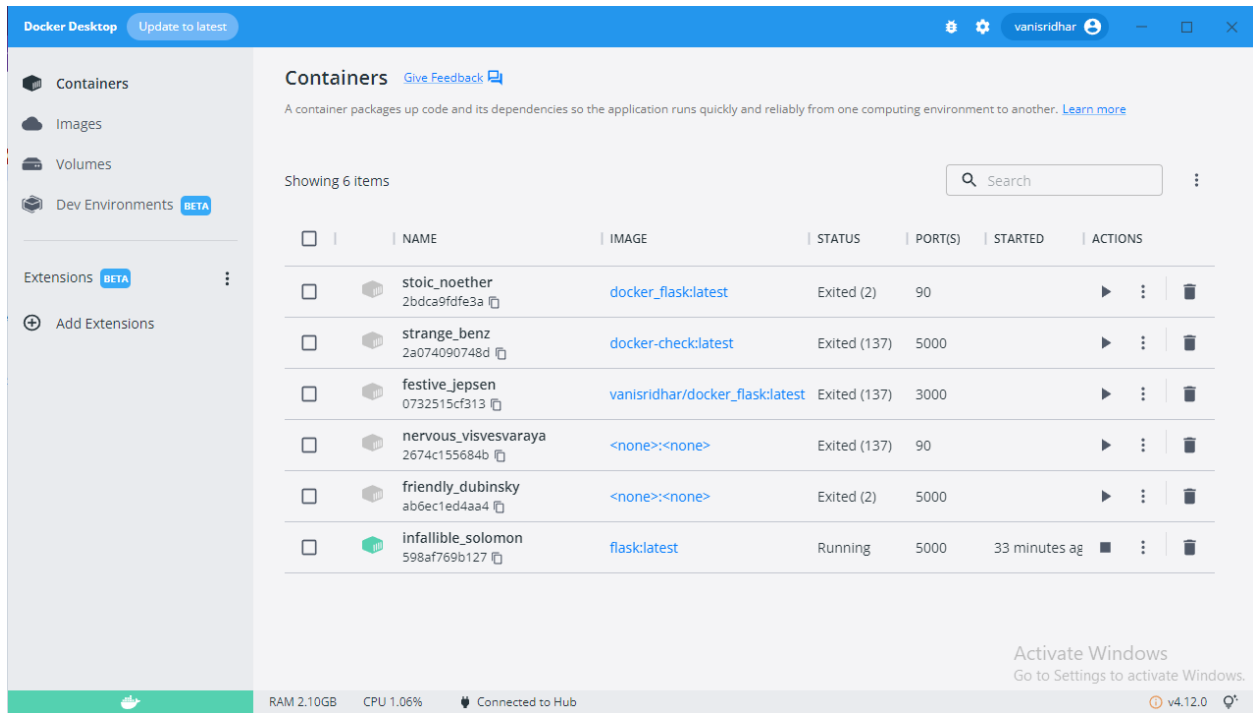 Docker Desktop Update to latest vanisridhar
Containers
Images
Volumes
Dev Environments BETA
Extensions BETA
Add Extensions
Containers Give Feedback
A container packages up code and its dependencies so the application runs quickly and reliably from one computing environment to another. Learn more
Showing 6 items Search
NAME IMAGE STATUS PORT(S) STARTED ACTIONS
stoic_noether
2bdca9fdfe3a docker_flask:latest Exited (2) 90
strange_benz
2a074090748d docker-check:latest Exited (137) 5000
festive_jepsen
0732515cf313 vanisridhar/docker_flask:latest Exited (137) 3000
nervous_visvesvaraya
2674c155684b <none>:<none> Exited (137) 90
friendly_dubinsky
ab6ec1ed4aa4 <none>:<none> Exited (2) 5000
infallible_solomon
598af769b127 flask:latest Running 5000 33 minutes ag
Activate Windows
Go to Settings to activate Windows.
RAM 2.10GB CPU 1.06% Connected to Hub v4.12.0